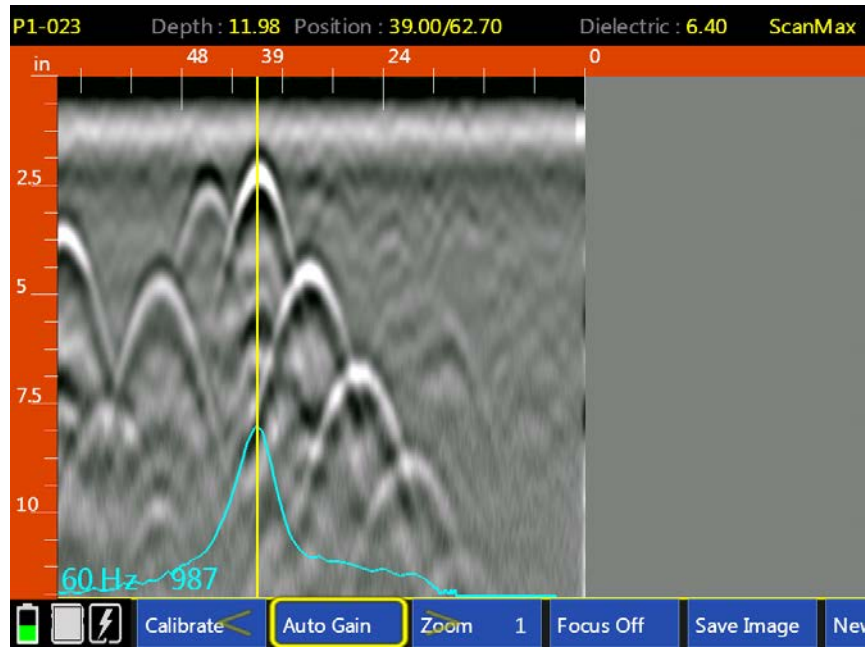 P1-023 Depth : 11.98 Position : 39.00/62.70 Dielectric : 6.40 ScanMax
in 48 39 24 0
2.5
5
7.5
10
60 Hz 987
Calibrate < Auto Gain Zoom > 1 Focus Off Save Image New